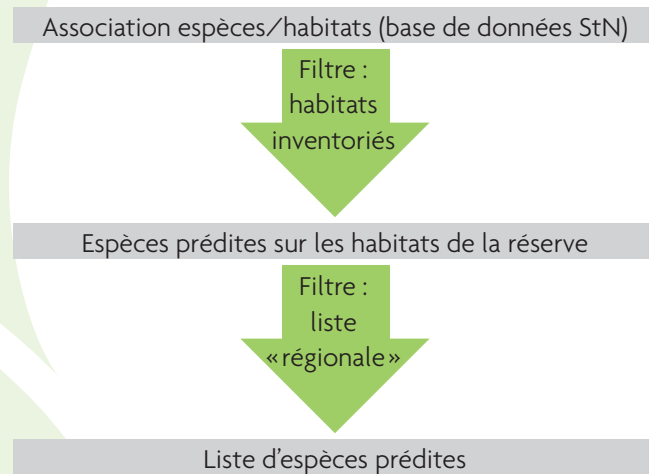 Association espèces/habitats (base de données StN)
Filtre :
habitats
inventoriés
Espèces prédites sur les habitats de la réserve
Filtre :
liste
«régionale»
Liste d'espèces prédites